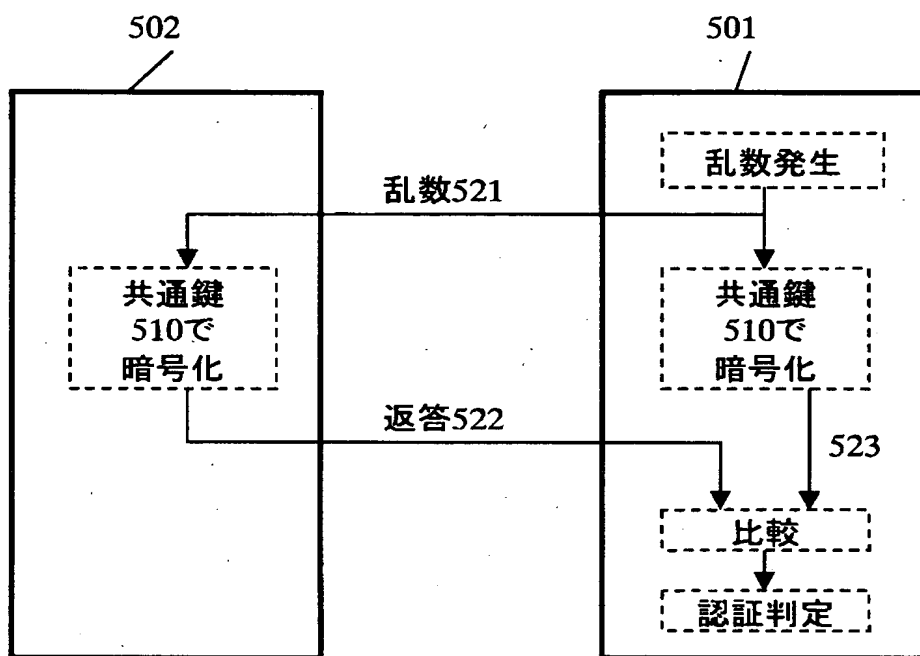 502
501
乱数発生
乱数521
共通鍵
510で
暗号化
共通鍵
510で
暗号化
返答522
523
比較
認証判定